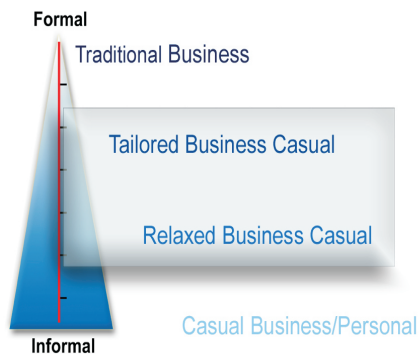 Formal
Traditional Business
Tailored Business Casual
Relaxed Business Casual
Casual Business/Personal
Informal